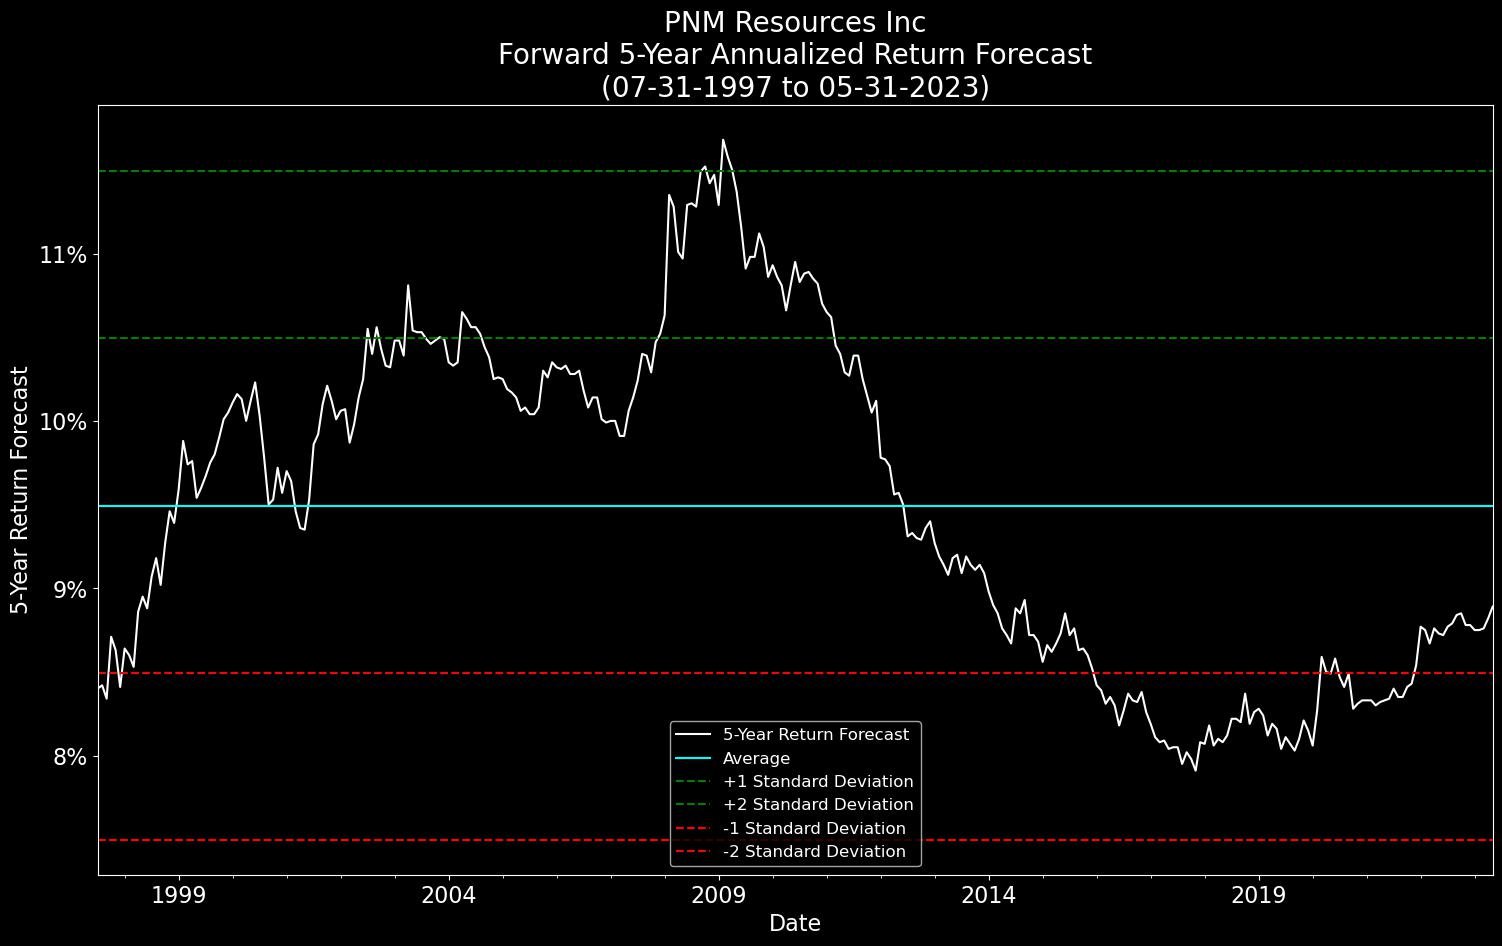 PNM Resources Inc
Forward 5-Year Annualized Return Forecast
(07-31-1997 to 05-31-2023)
5-Year Return Forecast
11%
10%
9%
8%
5-Year Return Forecast
Average
+1 Standard Deviation
+2 Standard Deviation
-1 Standard Deviation
-2 Standard Deviation
1999 2004 2009 2014 2019
Date